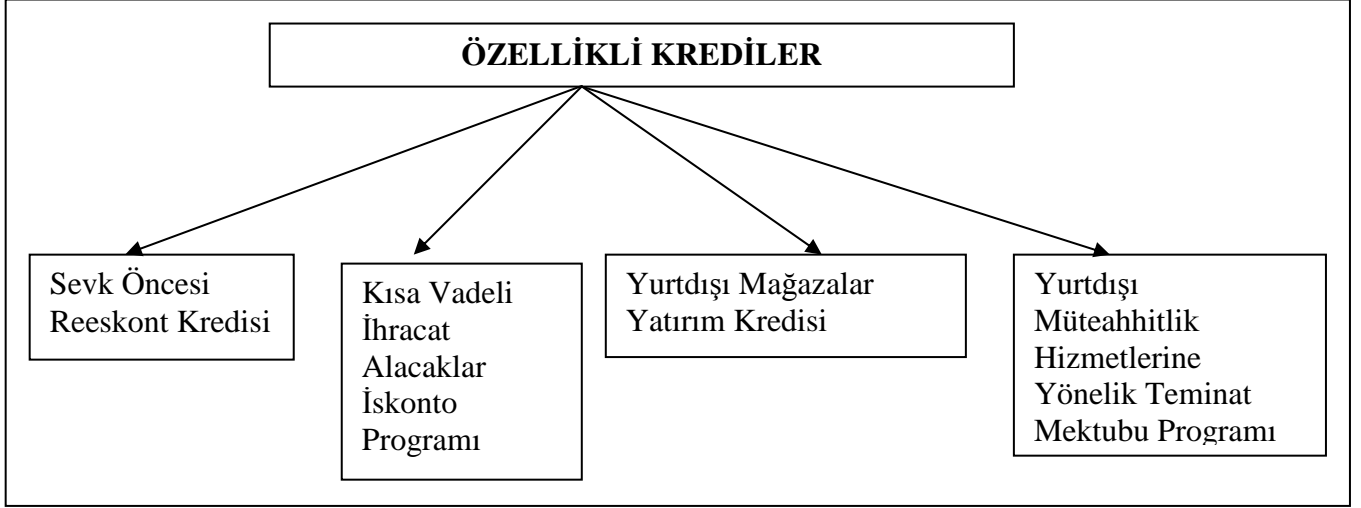 ÖZELLİKLİ KREDİLER
Sevk Öncesi
Reeskont Kredisi
Kısa Vadeli
İhracat
Alacaklar
İskonto
Programı
Yurtdışı Mağazalar
Yatırım Kredisi
Yurtdışı
Müteahhitlik
Hizmetlerine
Yönelik Teminat
Mektubu Programı